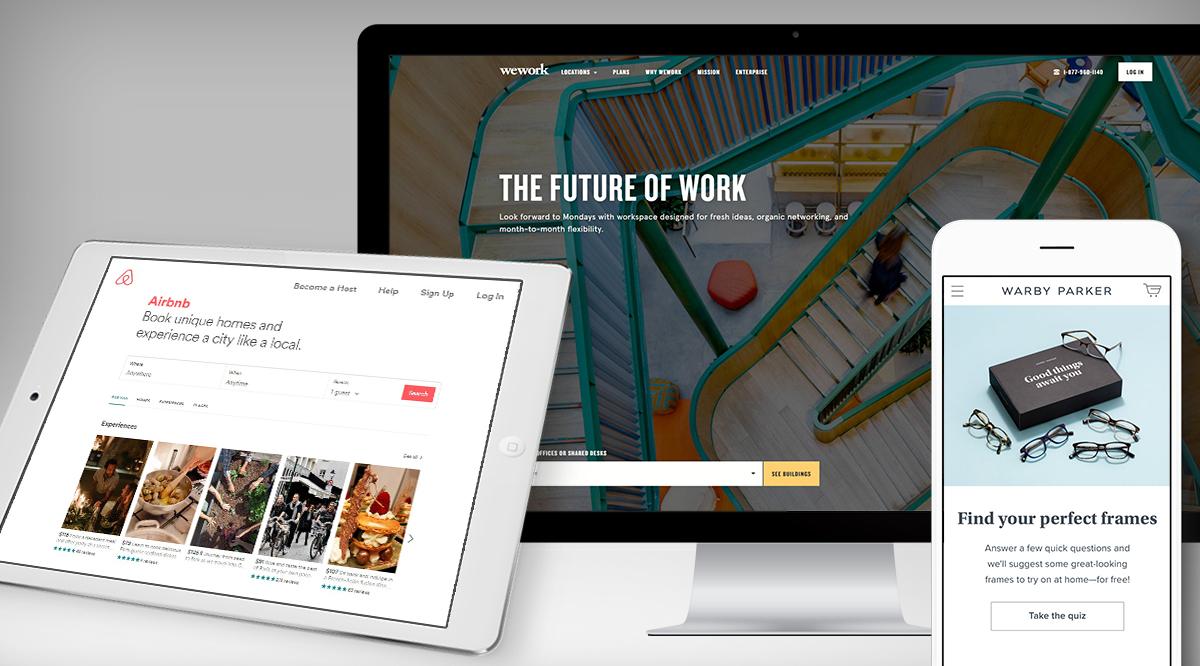 wework
LOCATIONS PLANS WHY WEWORK MISSION ENTERPRISE
1-877-960-1140
LOG IN
THE FUTURE OF WORK
Look forward to Mondays with workspace designed for fresh ideas, organic networking, and
month-to-month flexibility.
OFFICES OR SHARED DESKS
SEE BUILDINGS
Become a Host Help Sign Up Log In
Airbnb
Book unique homes and
experience a city like a local.
Where
Anywhere
When
Anytime
1 guest
Search
HOMES
PLACES
Experiences
See all
WARBY PARKER
Good things
await you
Find your perfect frames
Answer a few quick questions and
we'll suggest some great-looking
frames to try on at home—for free!
Take the quiz